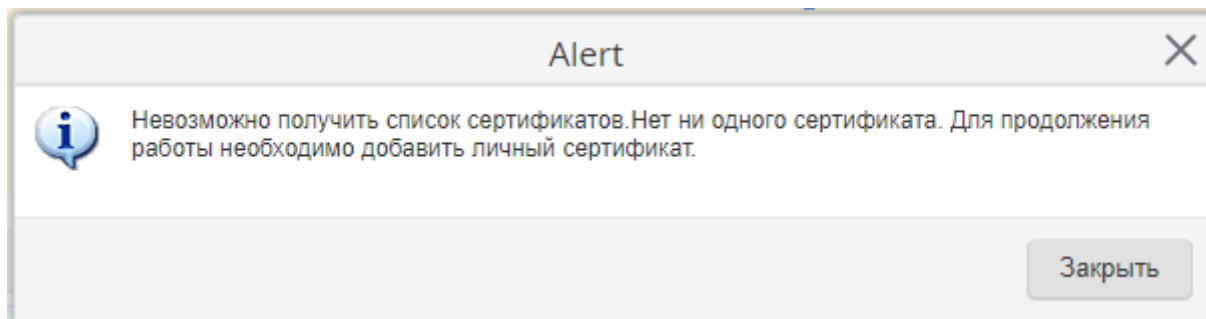 Alert
Невозможно получить список сертификатов.Нет ни одного сертификата. Для продолжения
работы необходимо добавить личный сертификат.
Закрыть